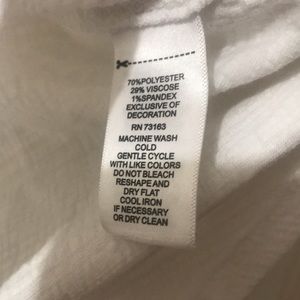 70%POLYESTER
29% VISCOSE
1%SPANDEX
EXCLUSIVE OF
DECORATION
RN 73163
MACHINE WASH
COLD
GENTLE CYCLE
WITH LIKE COLORS
DO NOT BLEACH
RESHAPE AND
DRY FLAT
COOL IRON
IF NECESSARY
OR DRY CLEAN